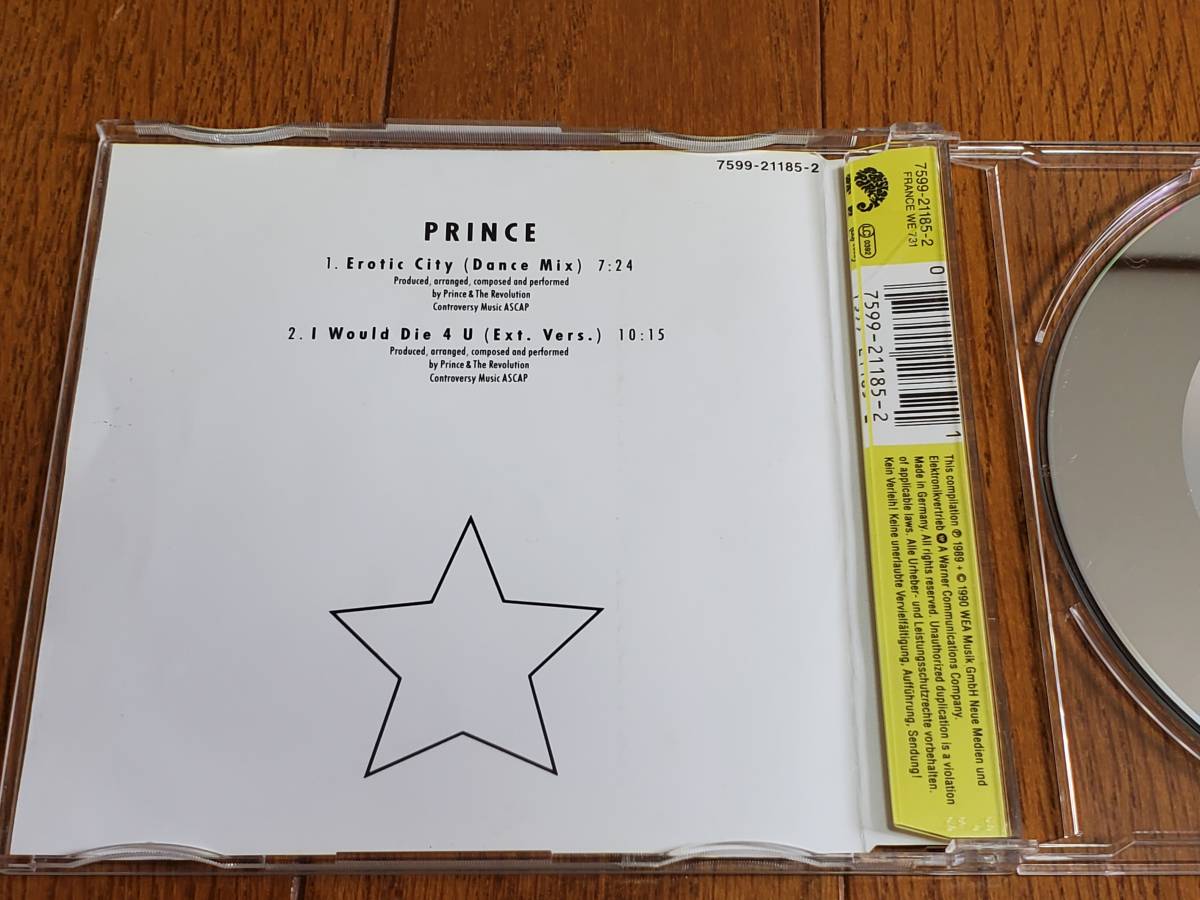 7599-21185-2
PRINCE
1. Erotic City (Dance Mix) 7:24
Produced, arranged, composed and performed
by Prince & The Revolution
Controversy Music ASCAP
2. I Would Die 4 U (Ext. Vers.) 10:15
Produced, arranged, composed and performed
by Prince & The Revolution
Controversy Music ASCAP
7599-21185-2
FRANCE WE 731
LC 0392
0
7599-21185-2
1
This compilation ℗ 1989 + © 1990 WEA Musik GmbH Neue Medien und
Elektronikvertrieb W A Warner Communications Company.
Made in Germany. All rights reserved. Unauthorized duplication is a violation
of applicable laws. Alle Urheber- und Leistungsschutzrechte vorbehalten.
Kein Verleih! Keine unerlaubte Vervielfältigung, Aufführung, Sendung!